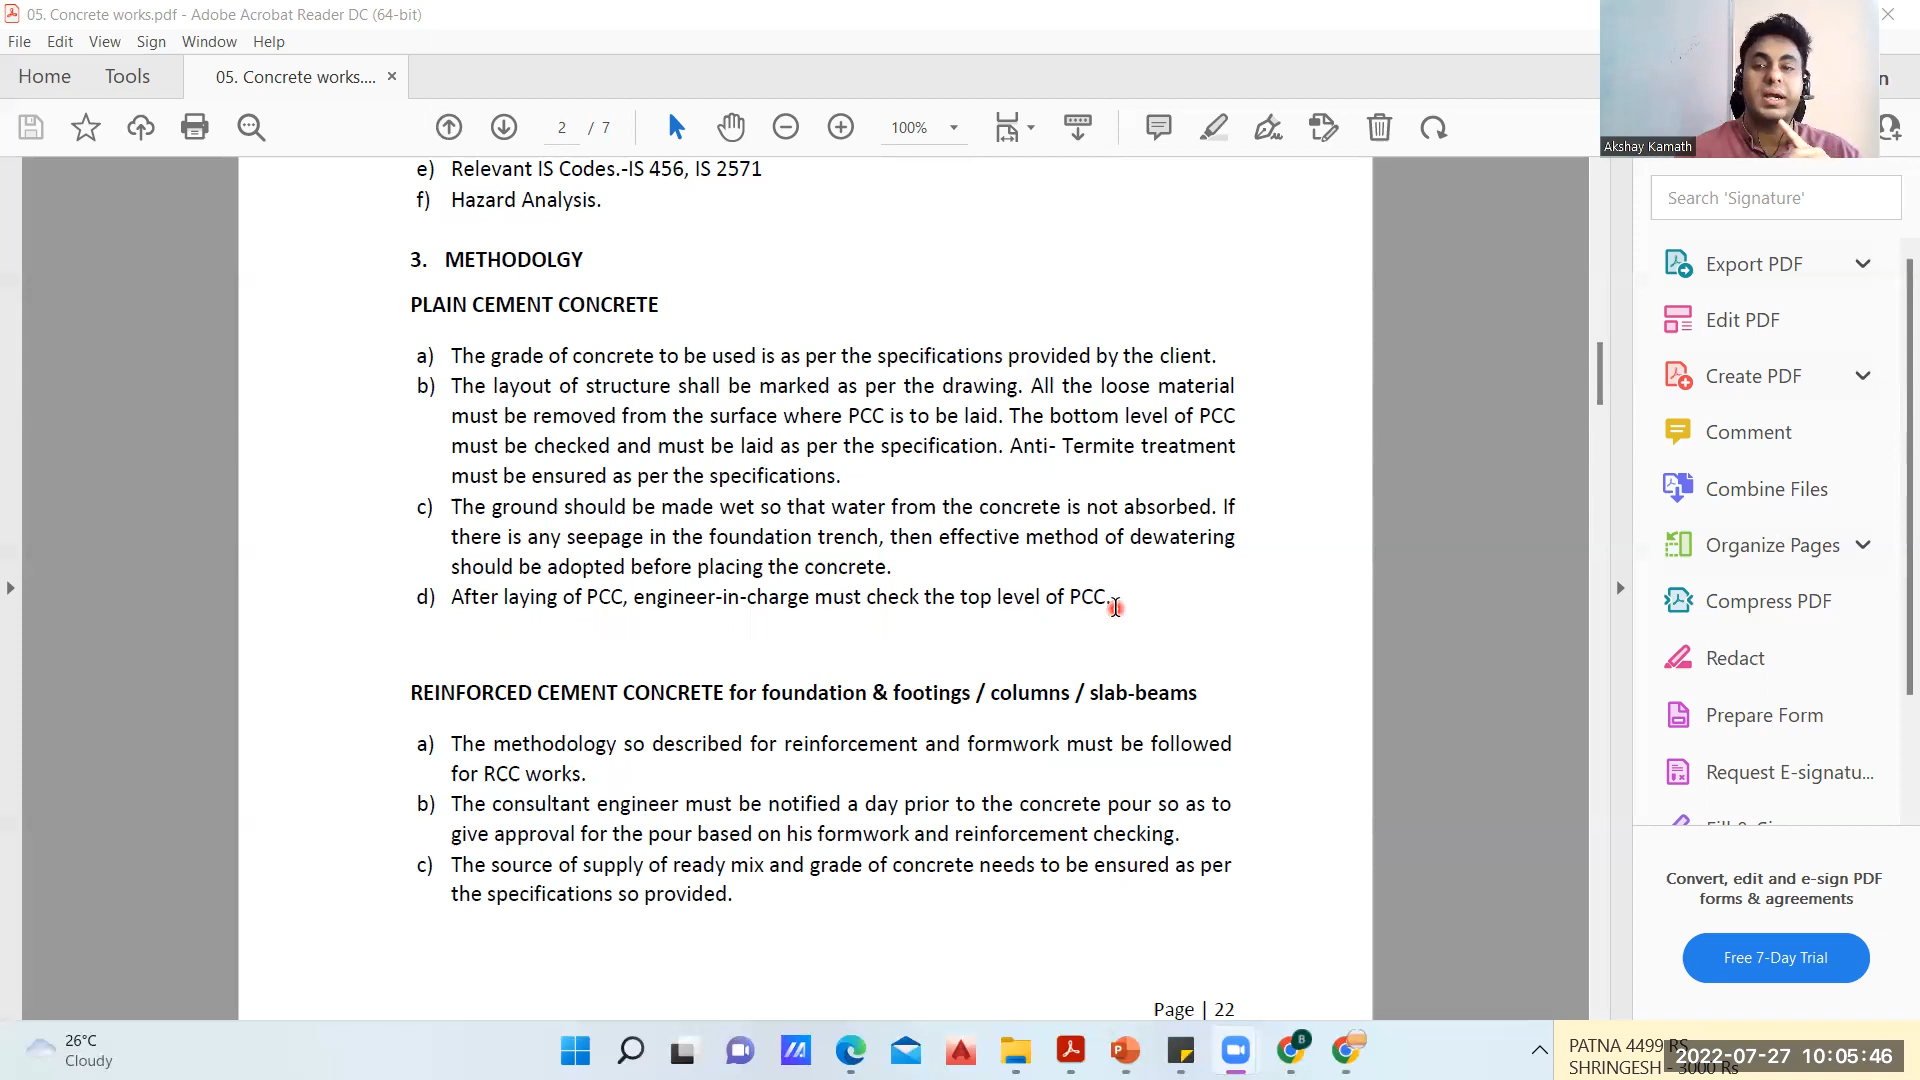 05. Concrete works.pdf - Adobe Acrobat Reader DC (64-bit)
File Edit View Sign Window Help
Home Tools 05. Concrete works....
2 / 7 100%
Akshay Kamath
e) Relevant IS Codes.-IS 456, IS 2571
f) Hazard Analysis.
3. METHODOLGY
PLAIN CEMENT CONCRETE
a) The grade of concrete to be used is as per the specifications provided by the client.
b) The layout of structure shall be marked as per the drawing. All the loose material
must be removed from the surface where PCC is to be laid. The bottom level of PCC
must be checked and must be laid as per the specification. Anti- Termite treatment
must be ensured as per the specifications.
c) The ground should be made wet so that water from the concrete is not absorbed. If
there is any seepage in the foundation trench, then effective method of dewatering
should be adopted before placing the concrete.
d) After laying of PCC, engineer-in-charge must check the top level of PCC.
REINFORCED CEMENT CONCRETE for foundation & footings / columns / slab-beams
a) The methodology so described for reinforcement and formwork must be followed
for RCC works.
b) The consultant engineer must be notified a day prior to the concrete pour so as to
give approval for the pour based on his formwork and reinforcement checking.
c) The source of supply of ready mix and grade of concrete needs to be ensured as per
the specifications so provided.
Page | 22
Search 'Signature'
Export PDF
Edit PDF
Create PDF
Comment
Combine Files
Organize Pages
Compress PDF
Redact
Prepare Form
Request E-signatu...
Convert, edit and e-sign PDF
forms & agreements
Free 7-Day Trial
26°C
Cloudy
PATNA 4499 RS
SHRINGESH - 3000 Rs
2022-07-27 10:05:46